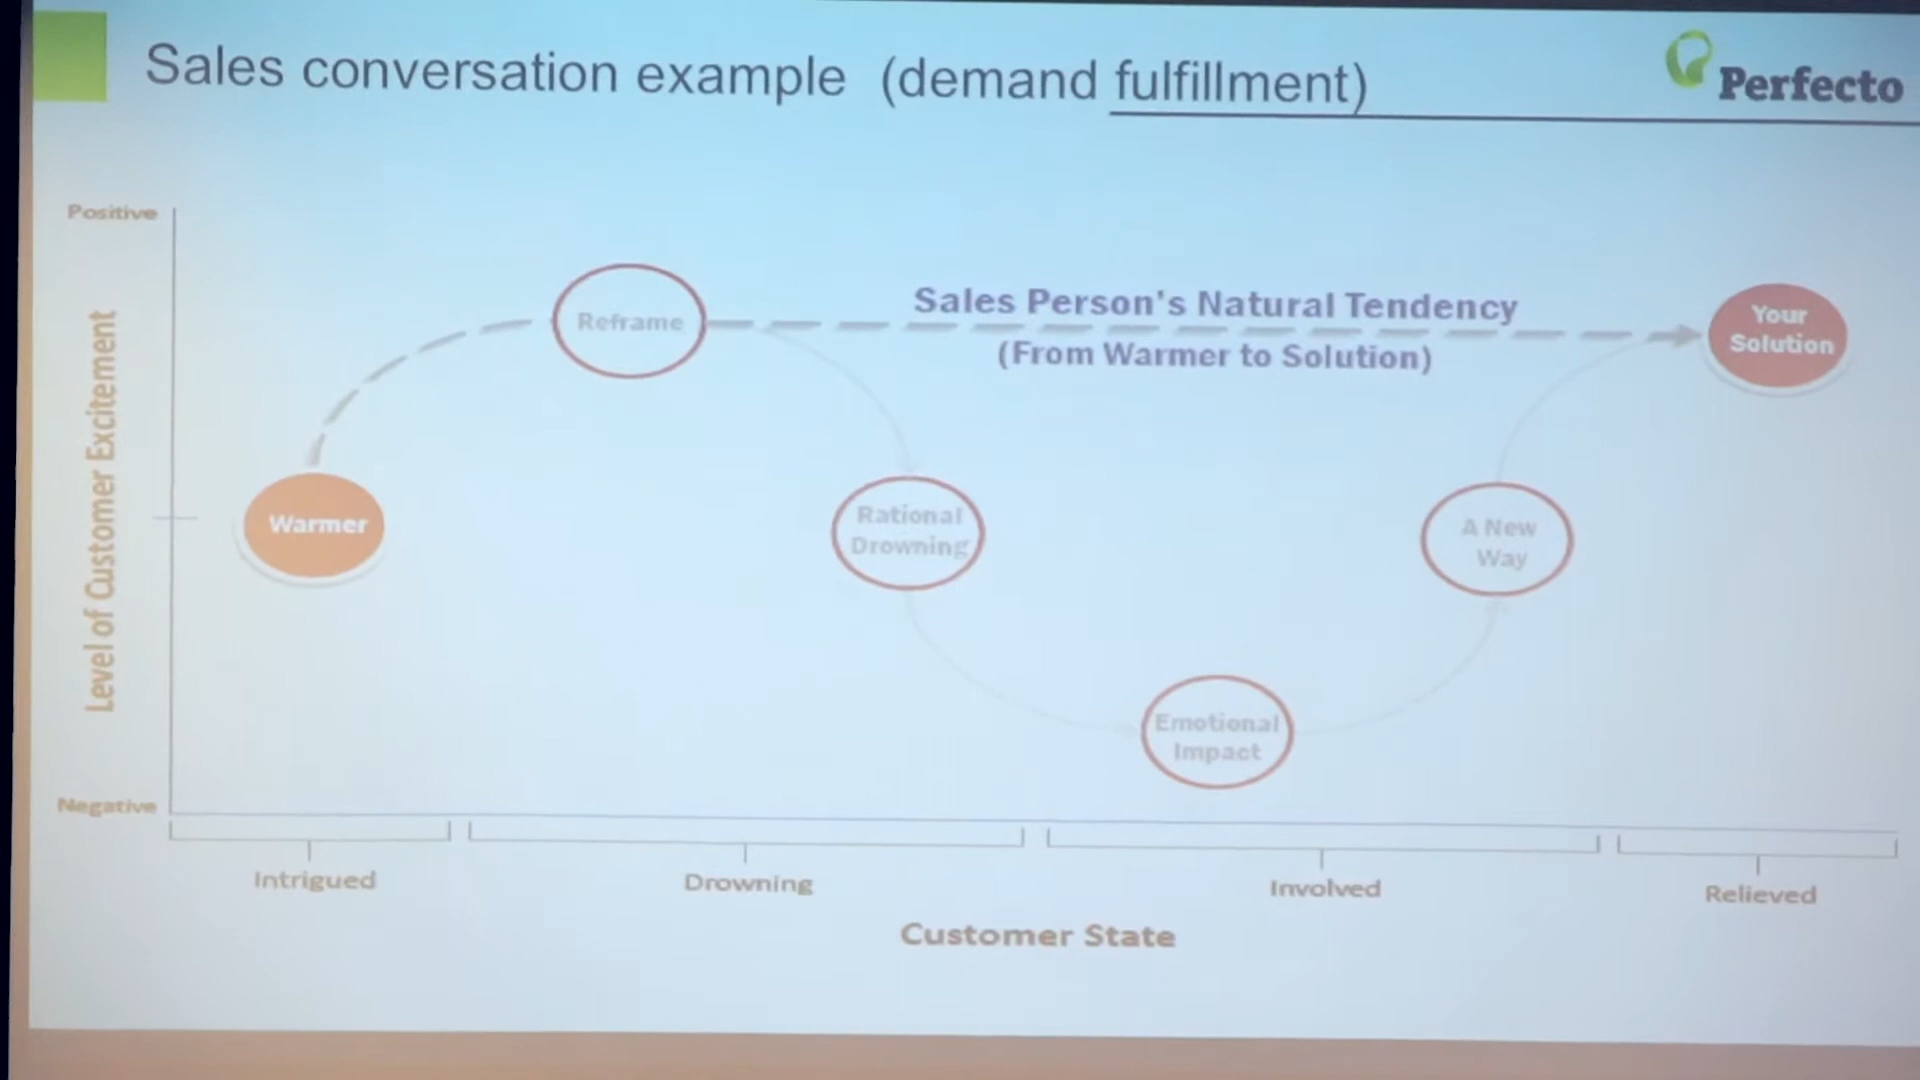 Sales conversation example (demand fulfillment)
Perfecto
Positive
Level of Customer Excitement
Negative
Warmer
Reframe
Sales Person's Natural Tendency
(From Warmer to Solution)
Your
Solution
Rational
Drowning
A New
Way
Emotional
Impact
Intrigued
Drowning
Involved
Relieved
Customer State